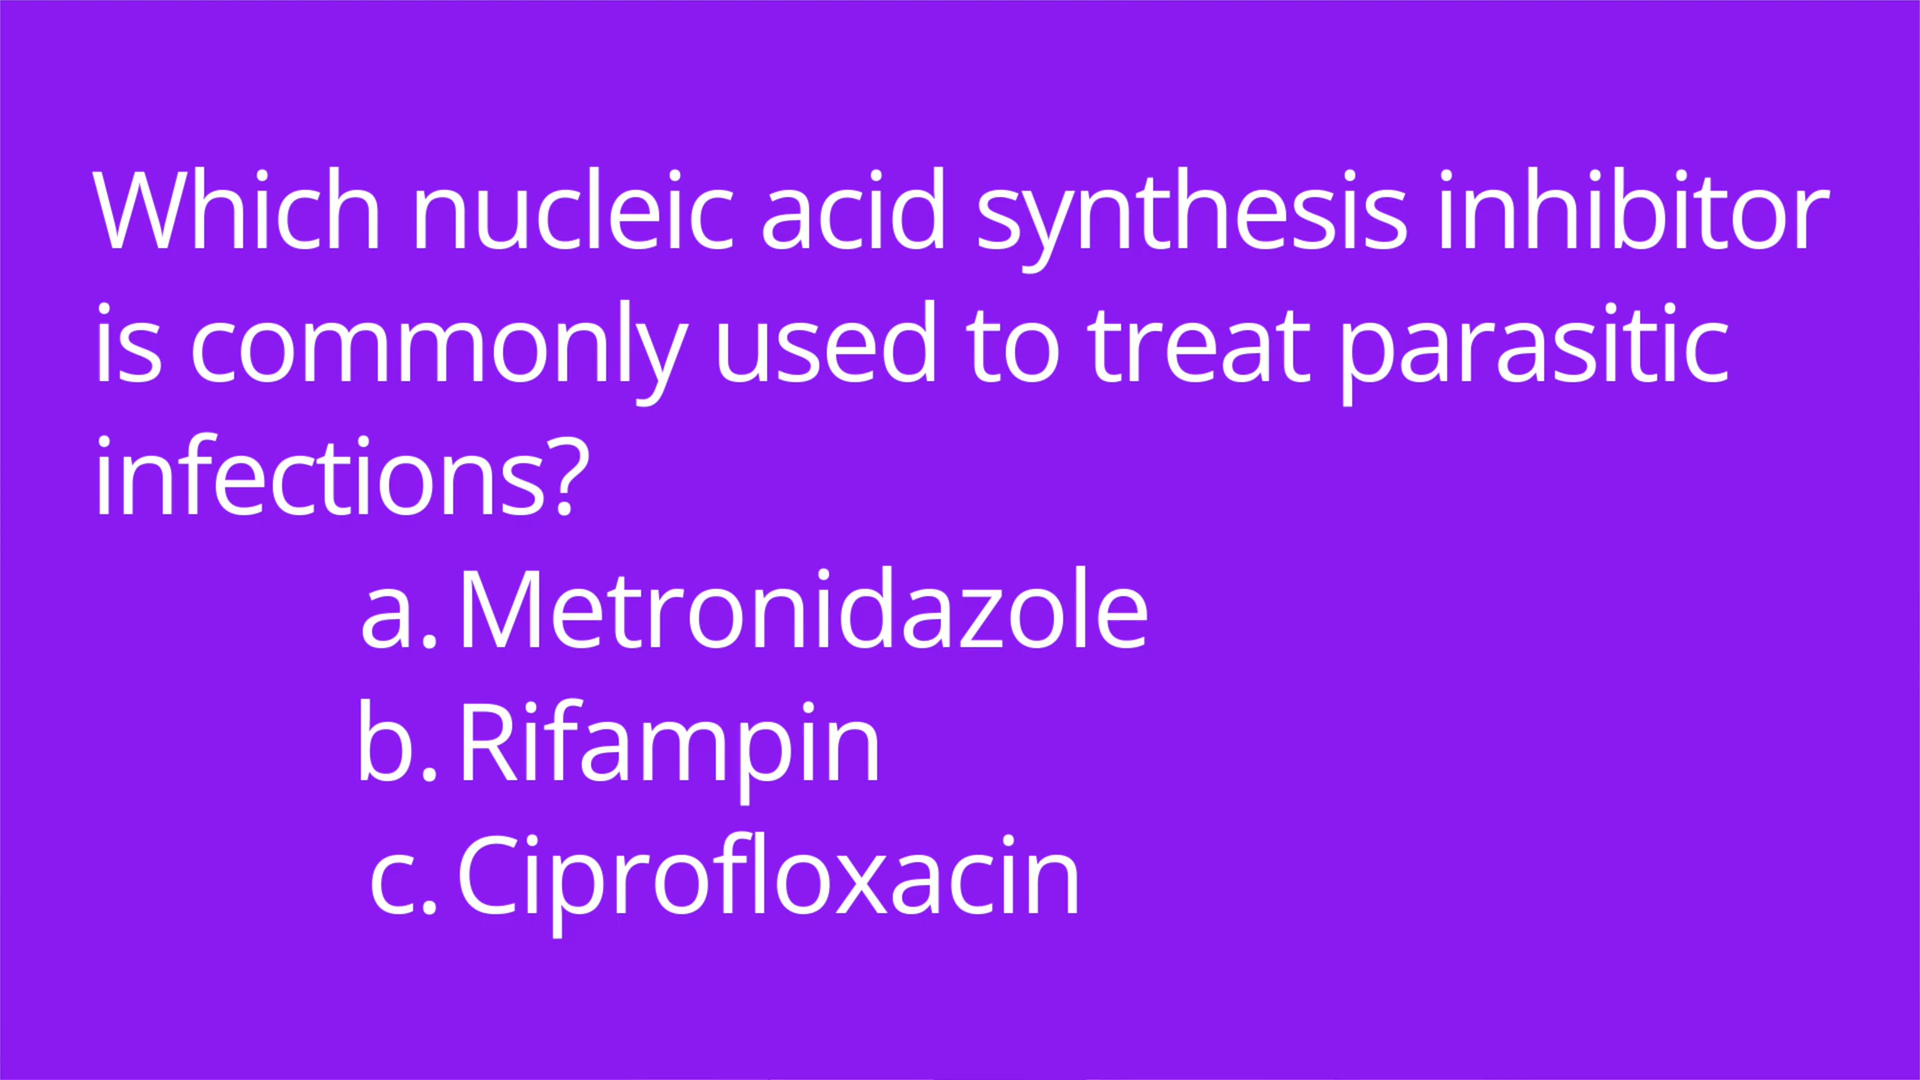 Which nucleic acid synthesis inhibitor
is commonly used to treat parasitic
infections?
a. Metronidazole
b. Rifampin
c. Ciprofloxacin